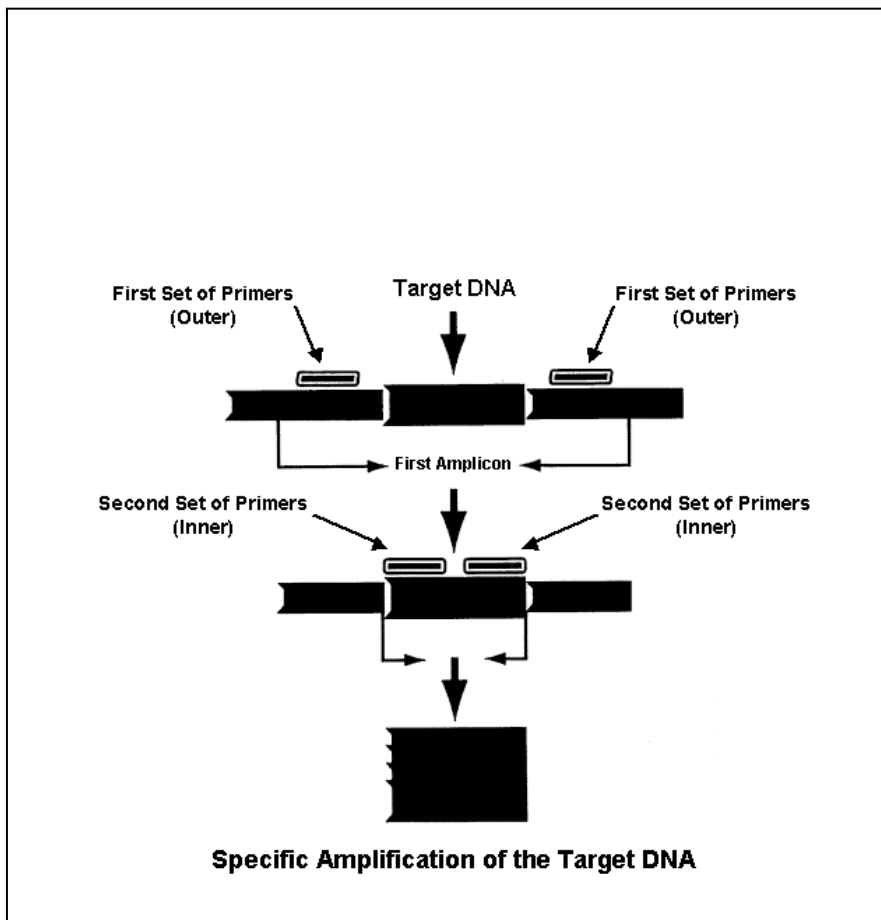 Target DNA
First Set of Primers
(Outer)
First Set of Primers
(Outer)
First Amplicon
Second Set of Primers
(Inner)
Second Set of Primers
(Inner)
Specific Amplification of the Target DNA